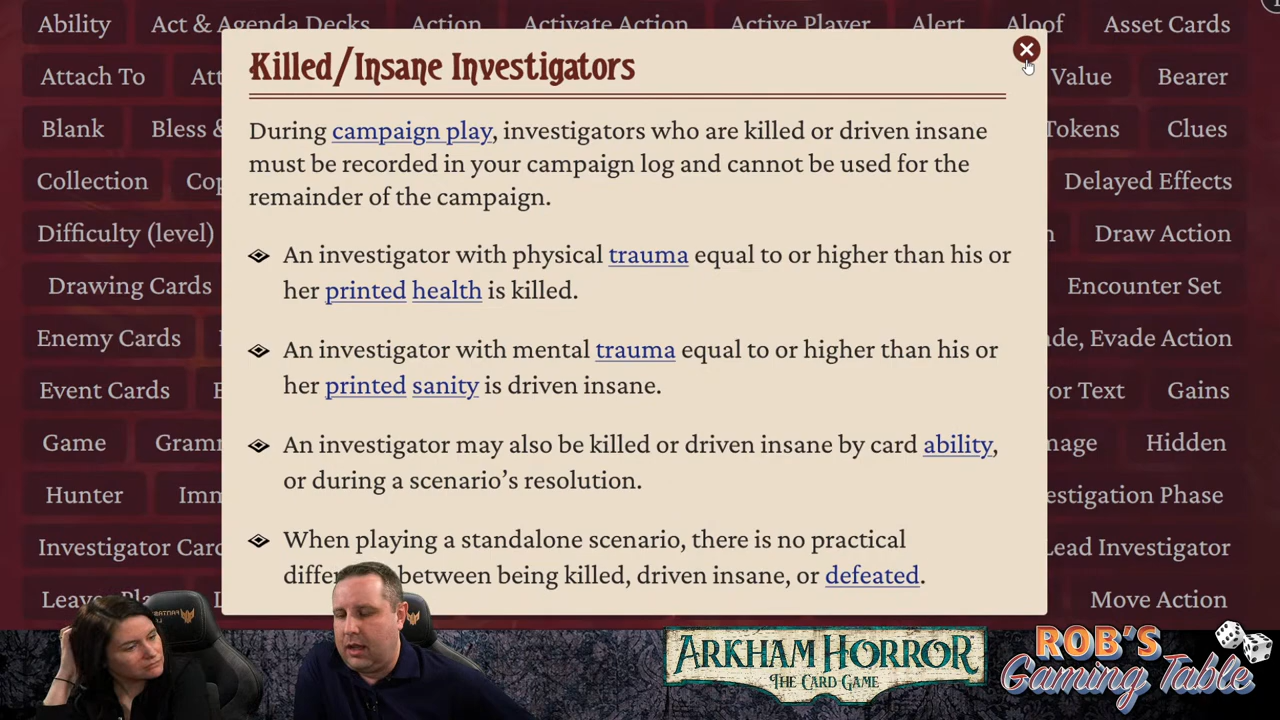 Ability Act & Agenda Decks Action Activate Action Active Player Alert Aloof Asset Cards
Killed/Insane Investigators
Attach To Value Bearer
During campaign play, investigators who are killed or driven insane
Blank Bless & Tokens Clues
must be recorded in your campaign log and cannot be used for the
Collection Delayed Effects
remainder of the campaign.
Difficulty (level) Draw Action
An investigator with physical trauma equal to or higher than his or
Drawing Cards Encounter Set
her printed health is killed.
Enemy Cards Evade Action
An investigator with mental trauma equal to or higher than his or
Event Cards Text Gains
her printed sanity is driven insane.
Game Hidden
An investigator may also be killed or driven insane by card ability,
Hunter Phase
or during a scenario's resolution.
Investigator Lead Investigator
When playing a standalone scenario, there is no practical
between being killed, driven insane, or defeated.
Move Action
ARKHAM HORROR
THE CARD GAME
ROB'S
Gaming Table